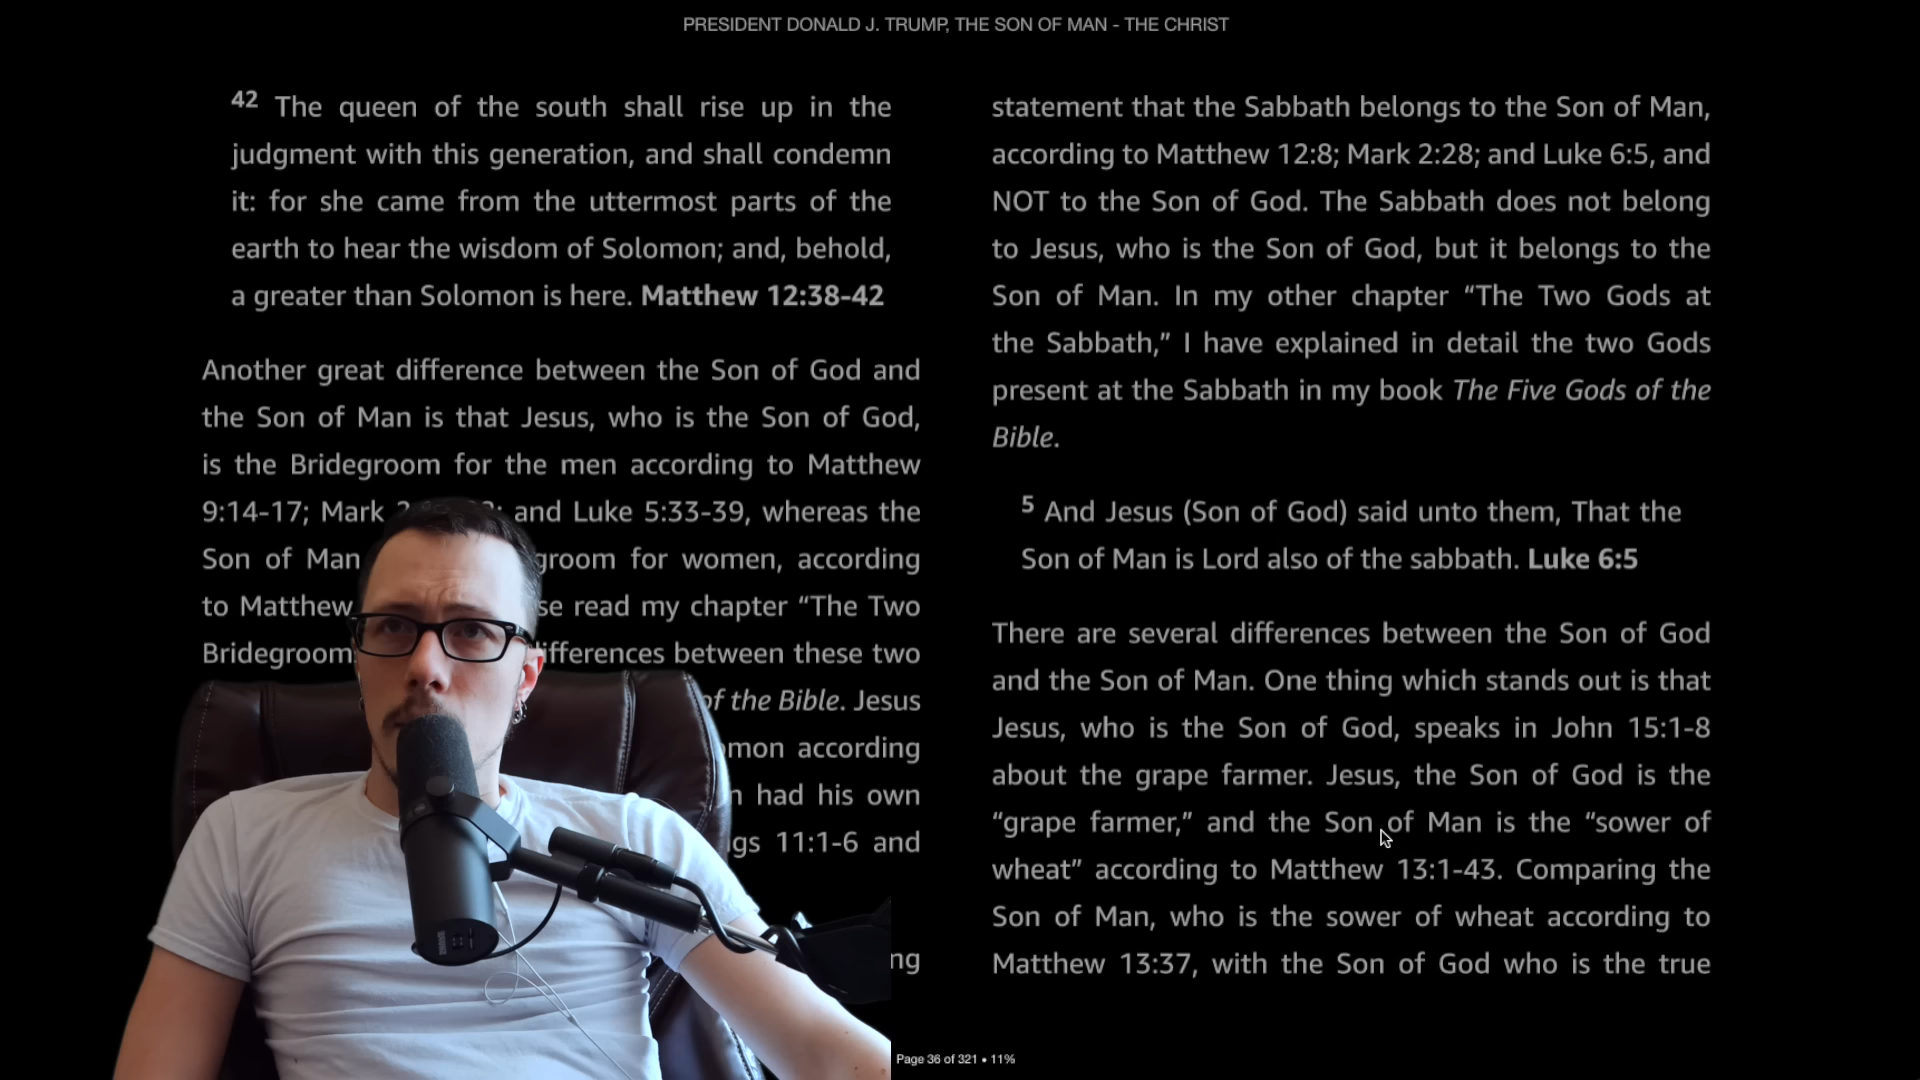 PRESIDENT DONALD J. TRUMP, THE SON OF MAN - THE CHRIST
42 The queen of the south shall rise up in the
judgment with this generation, and shall condemn
it: for she came from the uttermost parts of the
earth to hear the wisdom of Solomon; and, behold,
a greater than Solomon is here. Matthew 12:38-42
Another great difference between the Son of God and
the Son of Man is that Jesus, who is the Son of God,
is the Bridegroom for the men according to Matthew
9:14-17; Mark and Luke 5:33-39, whereas the
Son of Man for women, according
to Matthew read my chapter “The Two
between these two
of the Bible. Jesus
according
had his own
11:1-6 and
statement that the Sabbath belongs to the Son of Man,
according to Matthew 12:8; Mark 2:28; and Luke 6:5, and
NOT to the Son of God. The Sabbath does not belong
to Jesus, who is the Son of God, but it belongs to the
Son of Man. In my other chapter “The Two Gods at
the Sabbath,” I have explained in detail the two Gods
present at the Sabbath in my book The Five Gods of the
Bible.
5 And Jesus (Son of God) said unto them, That the
Son of Man is Lord also of the sabbath. Luke 6:5
There are several differences between the Son of God
and the Son of Man. One thing which stands out is that
Jesus, who is the Son of God, speaks in John 15:1-8
about the grape farmer. Jesus, the Son of God is the
“grape farmer,” and the Son of Man is the “sower of
wheat” according to Matthew 13:1-43. Comparing the
Son of Man, who is the sower of wheat according to
Matthew 13:37, with the Son of God who is the true
Page 36 of 321 • 11%